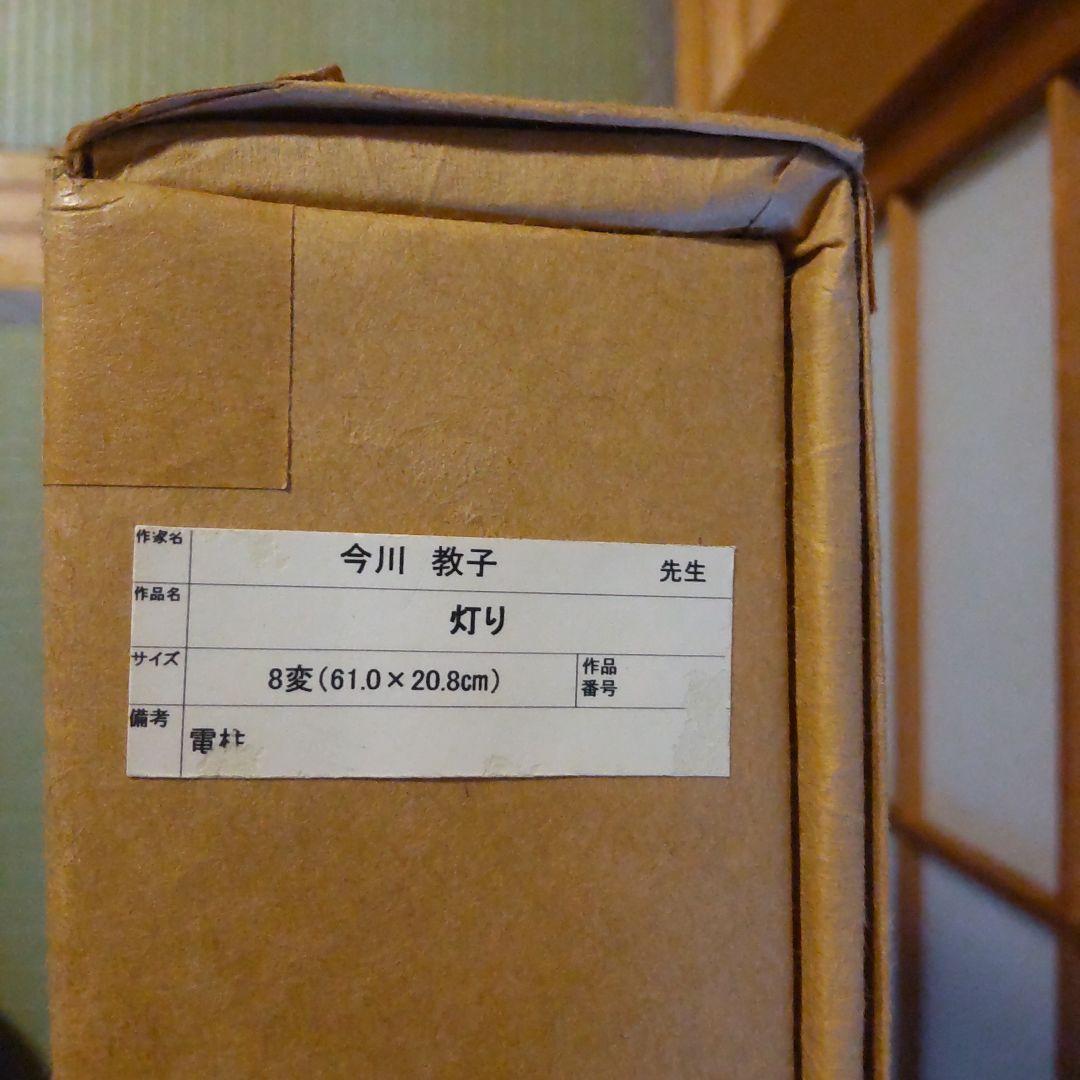 作家名 今川 教子 先生
作品名 灯り
サイズ 8変(61.0×20.8cm) 作品番号
備考 電